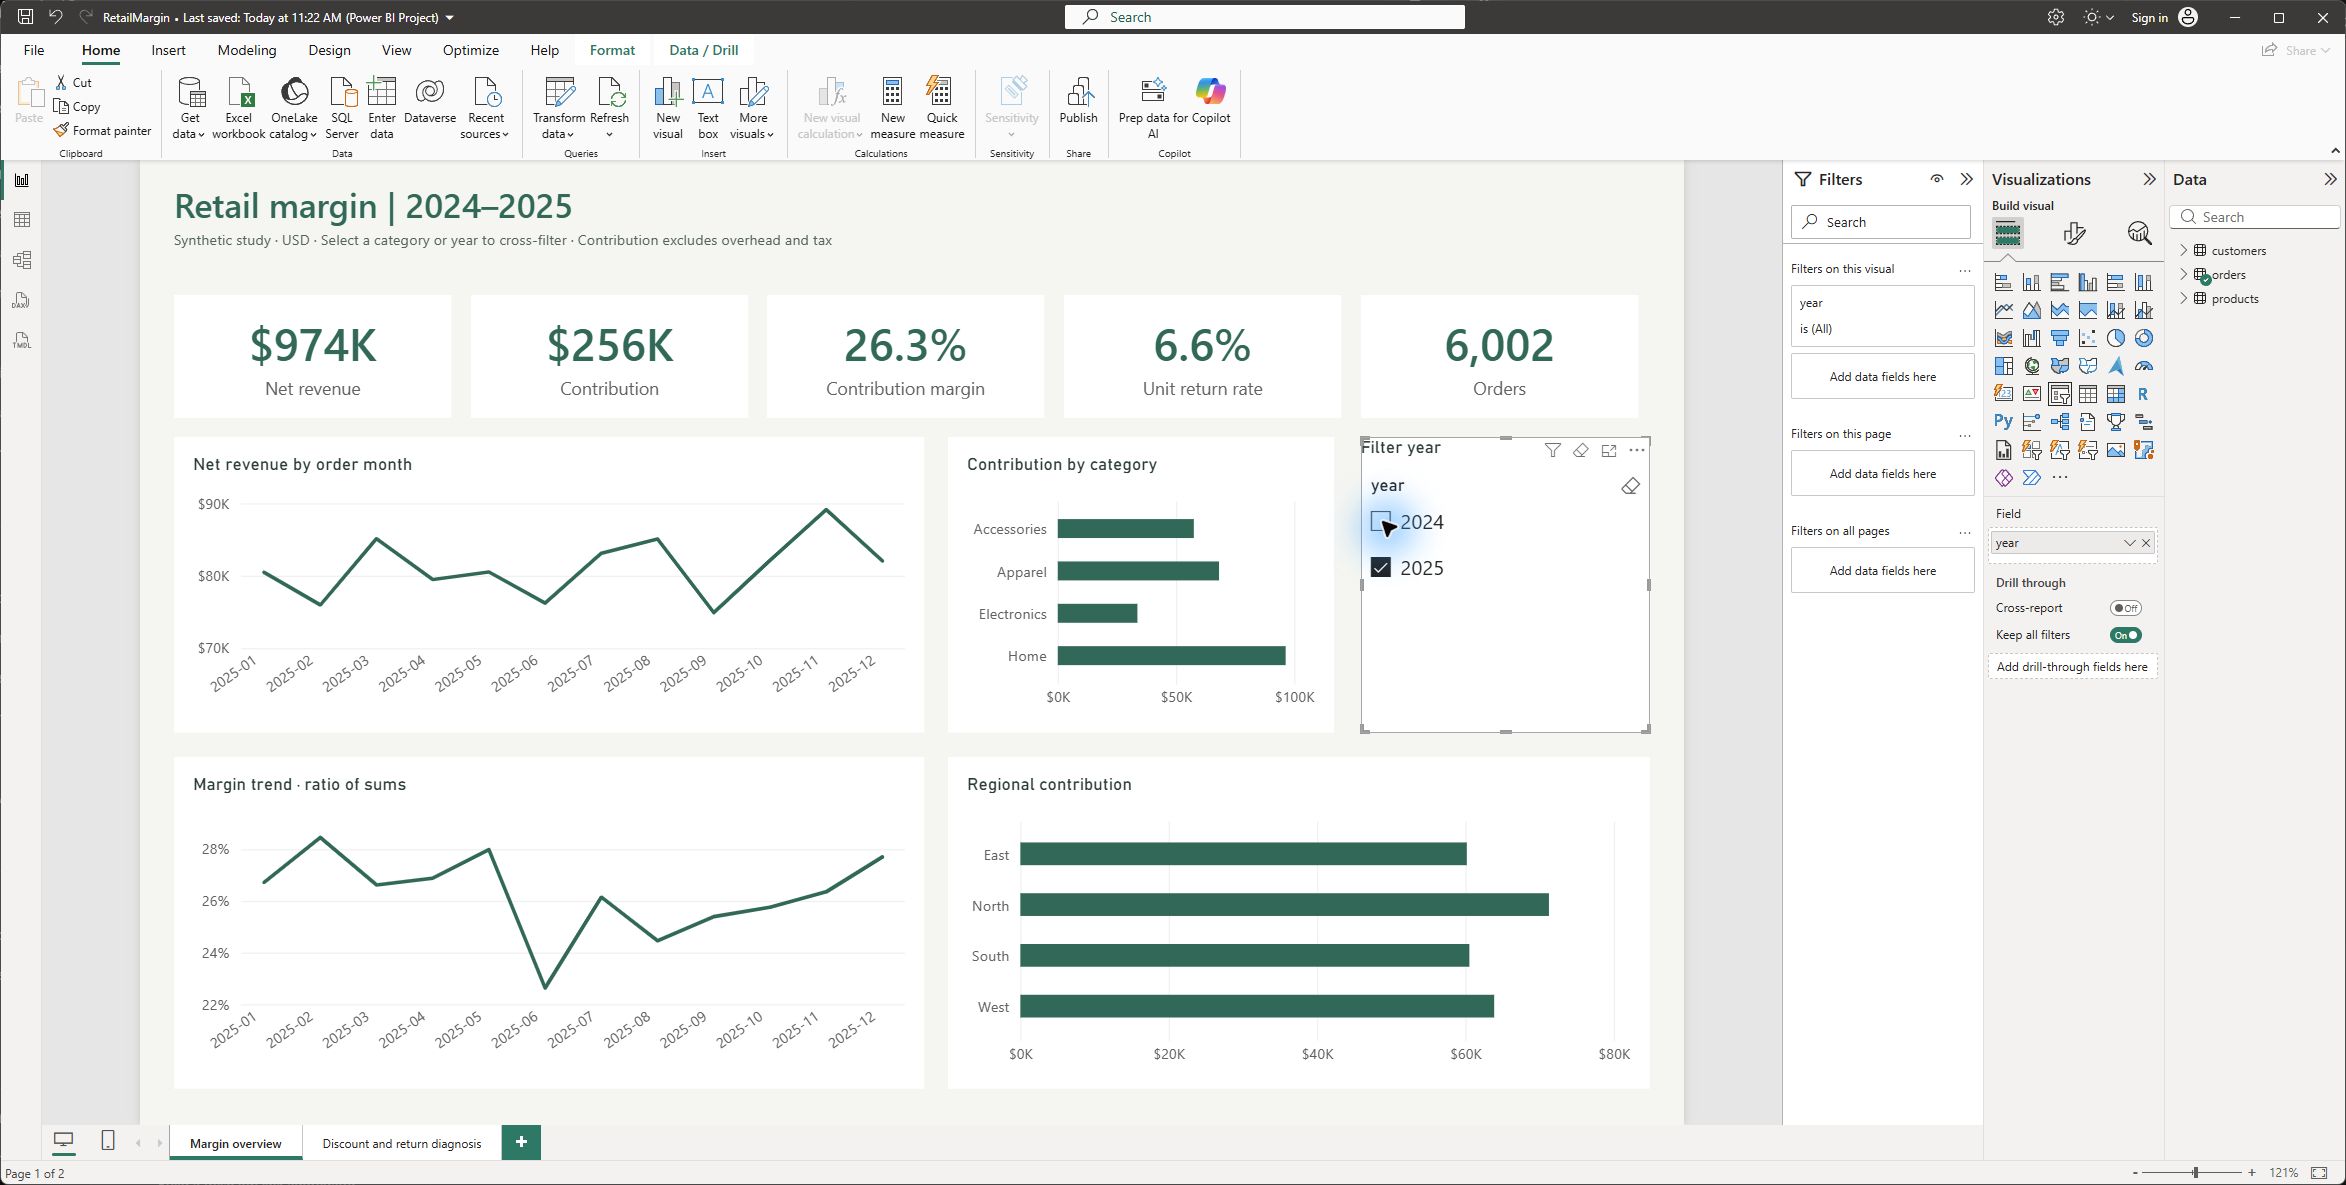 RetailMargin • Last saved: Today at 11:22 AM (Power BI Project)
Search
Sign in
File Home Insert Modeling Design View Optimize Help Format Data / Drill
Share
Paste
Cut
Copy
Format painter
Clipboard
Get data
Excel workbook
OneLake catalog
SQL Server
Enter data
Dataverse
Recent sources
Data
Transform data
Refresh
Queries
New visual
Text box
More visuals
Insert
New visual calculation
New measure
Quick measure
Calculations
Sensitivity
Sensitivity
Publish
Share
Prep data for AI
Copilot
Copilot
DAX
TMDL
Retail margin | 2024–2025
Synthetic study · USD · Select a category or year to cross-filter · Contribution excludes overhead and tax
$974K
Net revenue
$256K
Contribution
26.3%
Contribution margin
6.6%
Unit return rate
6,002
Orders
Net revenue by order month
$90K
$80K
$70K
2025-01 2025-02 2025-03 2025-04 2025-05 2025-06 2025-07 2025-08 2025-09 2025-10 2025-11 2025-12
Contribution by category
Accessories
Apparel
Electronics
Home
$0K $50K $100K
Filter year
year
2024
2025
Margin trend · ratio of sums
28%
26%
24%
22%
2025-01 2025-02 2025-03 2025-04 2025-05 2025-06 2025-07 2025-08 2025-09 2025-10 2025-11 2025-12
Regional contribution
East
North
South
West
$0K $20K $40K $60K $80K
Filters
Search
Filters on this visual
year
is (All)
Add data fields here
Filters on this page
Add data fields here
Filters on all pages
Add data fields here
Visualizations
Build visual
123
R
Py
Field
year
Drill through
Cross-report
Off
Keep all filters
On
Add drill-through fields here
Data
Search
customers
orders
products
Margin overview
Discount and return diagnosis
+
Page 1 of 2
- + 121%